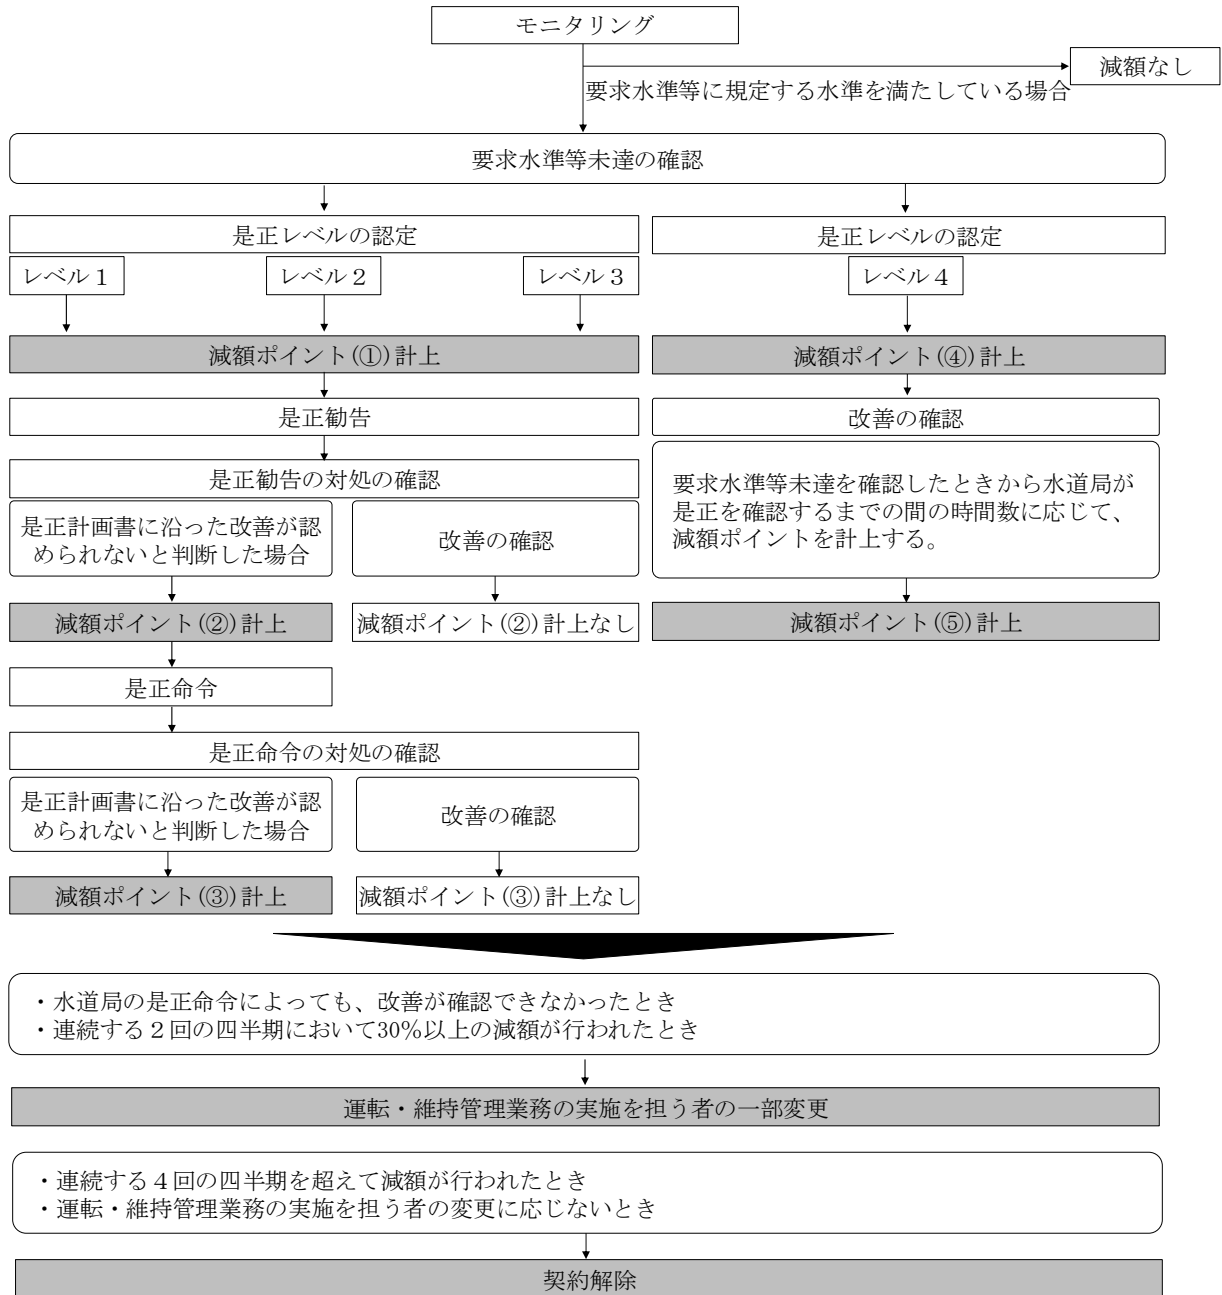 モニタリング
減額なし
要求水準等に規定する水準を満たしている場合
要求水準等未達の確認
是正レベルの認定
是正レベルの認定
レベル１
レベル２
レベル３
レベル４
減額ポイント(①)計上
減額ポイント(④)計上
是正勧告
改善の確認
是正勧告の対処の確認
要求水準等未達を確認したときから水道局が
是正を確認するまでの間の時間数に応じて、
減額ポイントを計上する。
是正計画書に沿った改善が認
められないと判断した場合
改善の確認
減額ポイント(②)計上
減額ポイント(②)計上なし
減額ポイント(⑤)計上
是正命令
是正命令の対処の確認
是正計画書に沿った改善が認
められないと判断した場合
改善の確認
減額ポイント(③)計上
減額ポイント(③)計上なし
・水道局の是正命令によっても、改善が確認できなかったとき
・連続する２回の四半期において30％以上の減額が行われたとき
運転・維持管理業務の実施を担う者の一部変更
・連続する４回の四半期を超えて減額が行われたとき
・運転・維持管理業務の実施を担う者の変更に応じないとき
契約解除